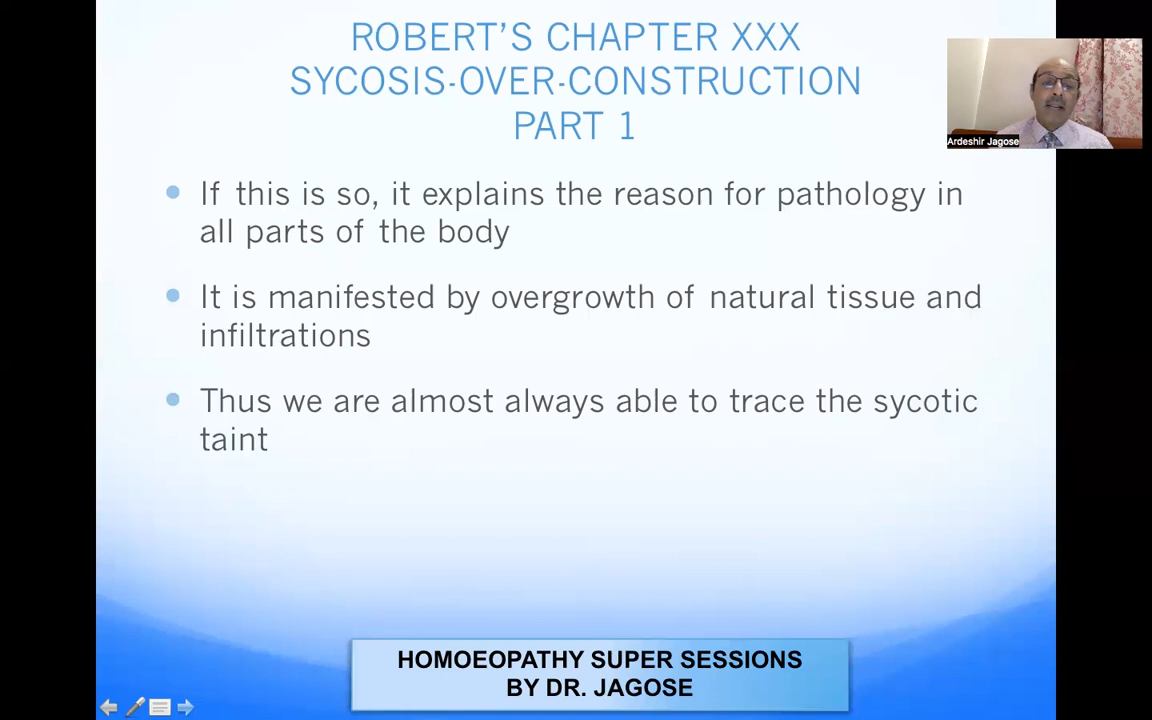 ROBERT'S CHAPTER XXX
SYCOSIS-OVER-CONSTRUCTION
PART 1
Ardeshir Jagose
If this is so, it explains the reason for pathology in
all parts of the body
It is manifested by overgrowth of natural tissue and
infiltrations
Thus we are almost always able to trace the sycotic
taint
HOMOEOPATHY SUPER SESSIONS
BY DR. JAGOSE